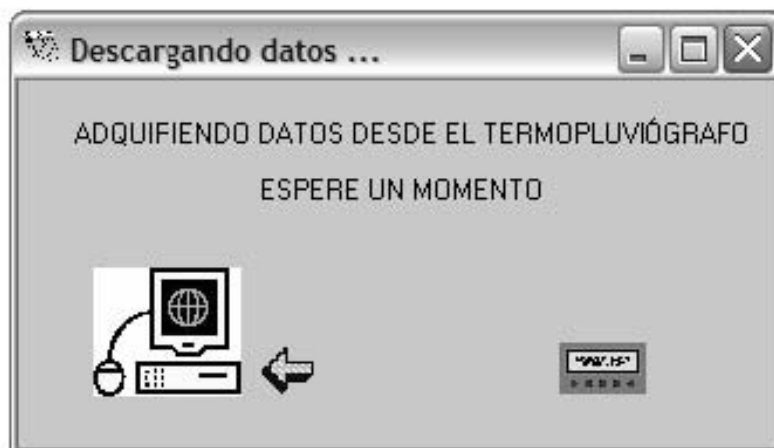 Descargando datos ...
ADQUIFIENDO DATOS DESDE EL TERMOPLUVIÓGRAFO
ESPERE UN MOMENTO